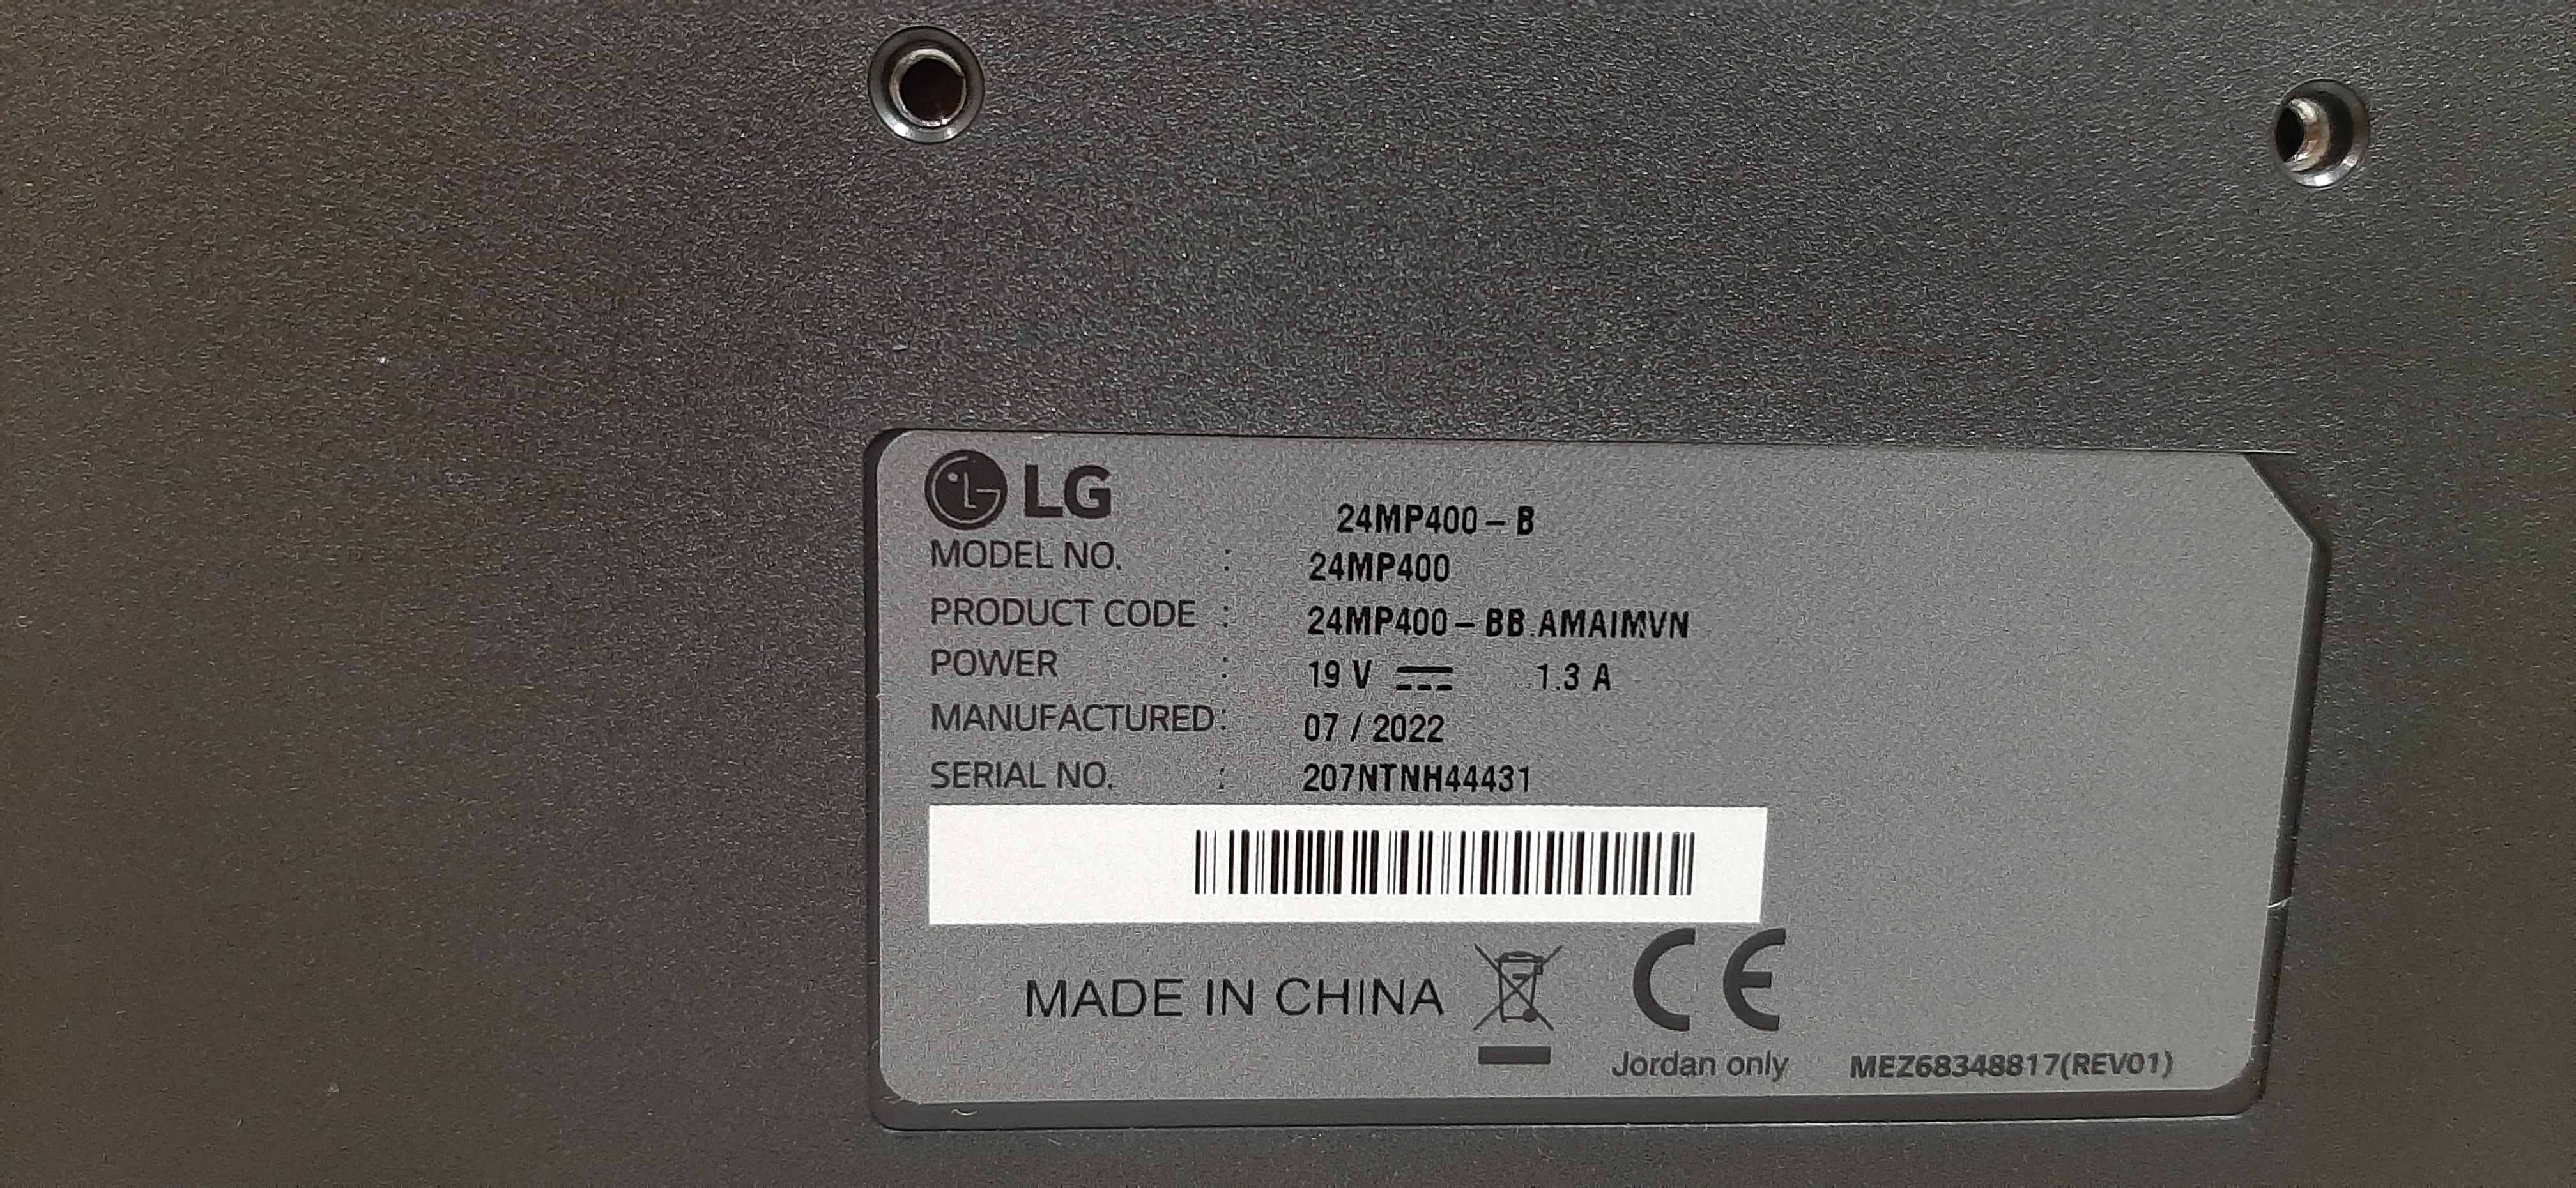 LG
24MP400-B
MODEL NO. : 24MP400
PRODUCT CODE : 24MP400-BB.AMAIMVN
POWER : 19 V ⎓ 1.3 A
MANUFACTURED: 07 / 2022
SERIAL NO. : 207NTNH44431
MADE IN CHINA CE
Jordan only MEZ68348817(REV01)